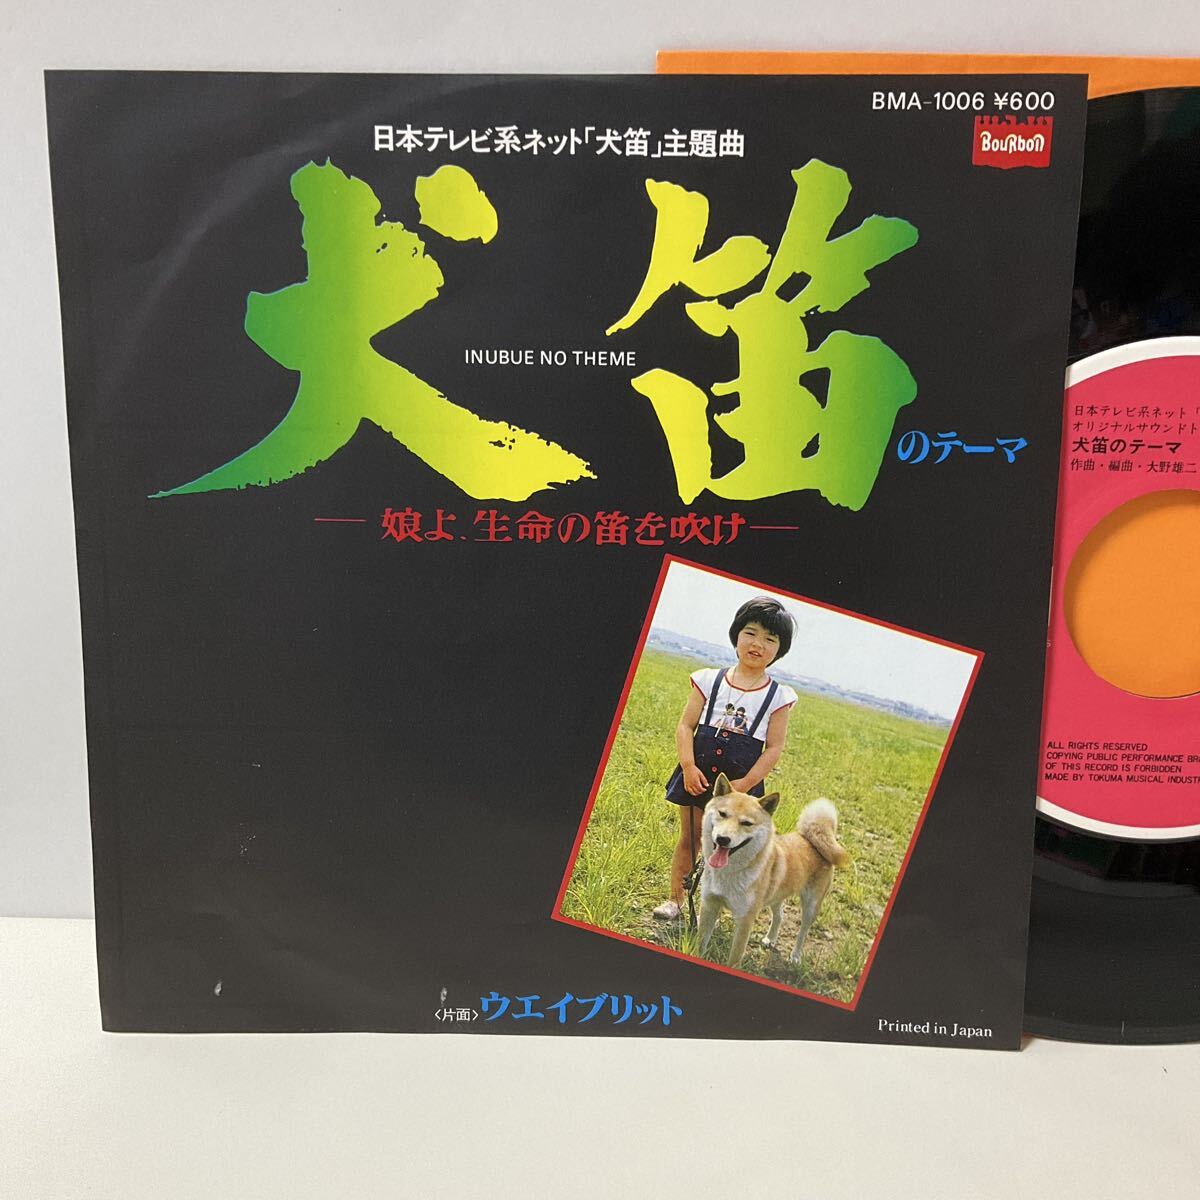 BMA-1006 ¥600
BouRboN
日本テレビ系ネット「犬笛」主題曲
犬笛
INUBUE NO THEME
のテーマ
―娘よ、生命の笛を吹け―
〈片面〉ウエイブリット
Printed in Japan
日本テレビ系ネット「
オリジナルサウンドト
犬笛のテーマ
作曲・編曲・大野雄二
ALL RIGHTS RESERVED
COPYING PUBLIC PERFORMANCE BR
OF THIS RECORD IS FORBIDDEN
MADE BY TOKUMA MUSICAL INDUST